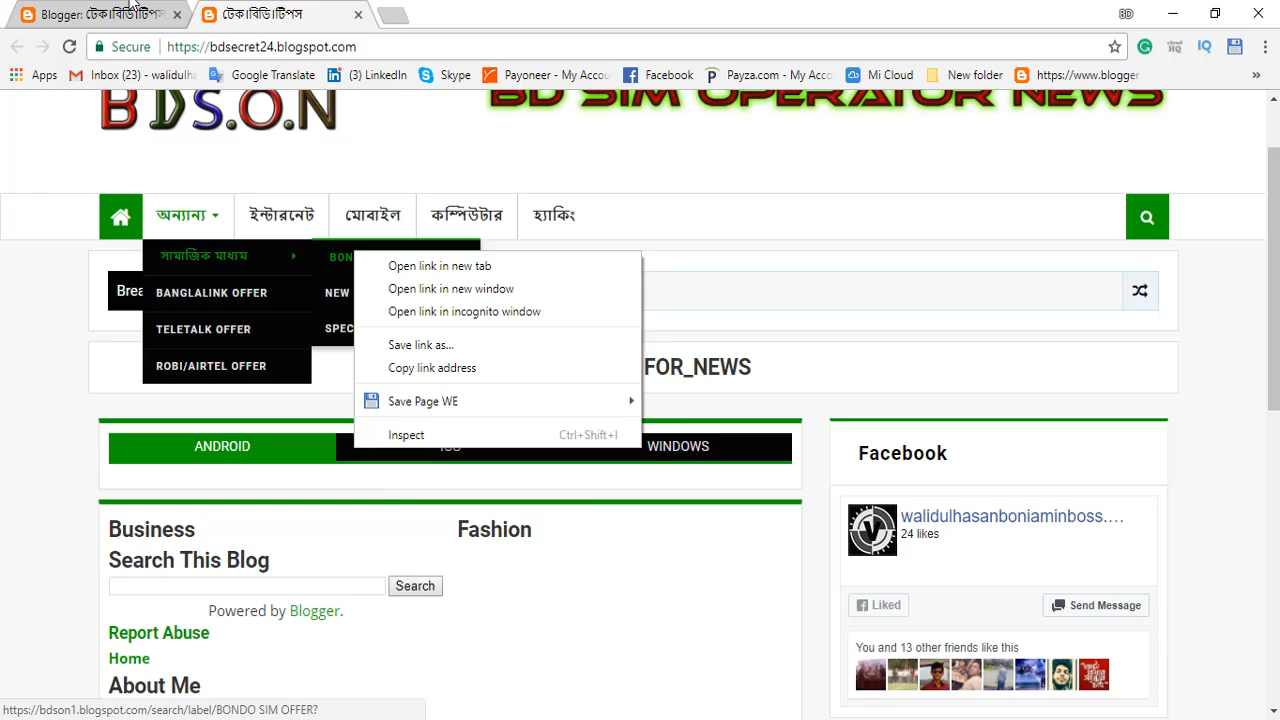 Blogger: টেক।বিডি।টিপস
টেক।বিডি।টিপস
BD
Secure
https://bdsecret24.blogspot.com
Apps
Inbox (23) - walidulha
Google Translate
(3) LinkedIn
Skype
Payoneer - My Accou
Facebook
Payza.com - My Acco
Mi Cloud
New folder
https://www.blogger
BDS.O.N
BD SIM OPERATOR NEWS
অন্যান্য
ইন্টারনেট
মোবাইল
কম্পিউটার
হ্যাকিং
সামাজিক মাধ্যম
BON
BANGLALINK OFFER
NEW
TELETALK OFFER
SPEC
ROBI/AIRTEL OFFER
Brea
Open link in new tab
Open link in new window
Open link in incognito window
Save link as...
Copy link address
Save Page WE
Inspect
Ctrl+Shift+I
FOR_NEWS
ANDROID
WINDOWS
Facebook
walidulhasanboniaminboss....
24 likes
Liked
Send Message
You and 13 other friends like this
Business
Fashion
Search This Blog
Search
Powered by Blogger.
Report Abuse
Home
About Me
https://bdson1.blogspot.com/search/label/BONDO SIM OFFER?